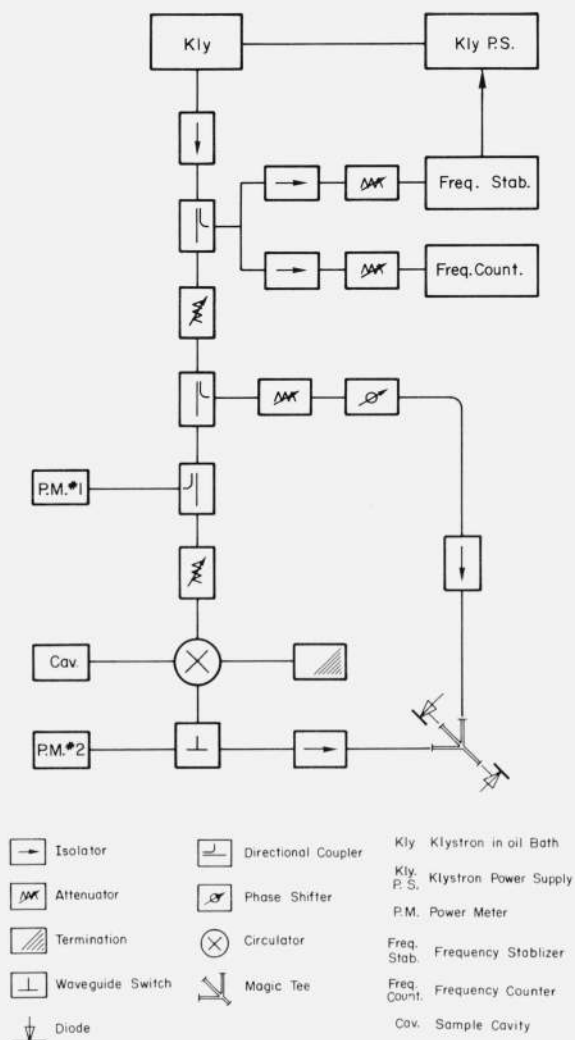 Kly
Kly P.S.
Freq. Stab.
Freq. Count.
P.M.#1
Cav.
P.M.#2
Isolator
Attenuator
Termination
Waveguide Switch
Diode
Directional Coupler
Phase Shifter
Circulator
Magic Tee
Kly Klystron in oil Bath
Kly.
P. S. Klystron Power Supply
P.M. Power Meter
Freq.
Stab. Frequency Stablizer
Freq.
Count. Frequency Counter
Cav. Sample Cavity